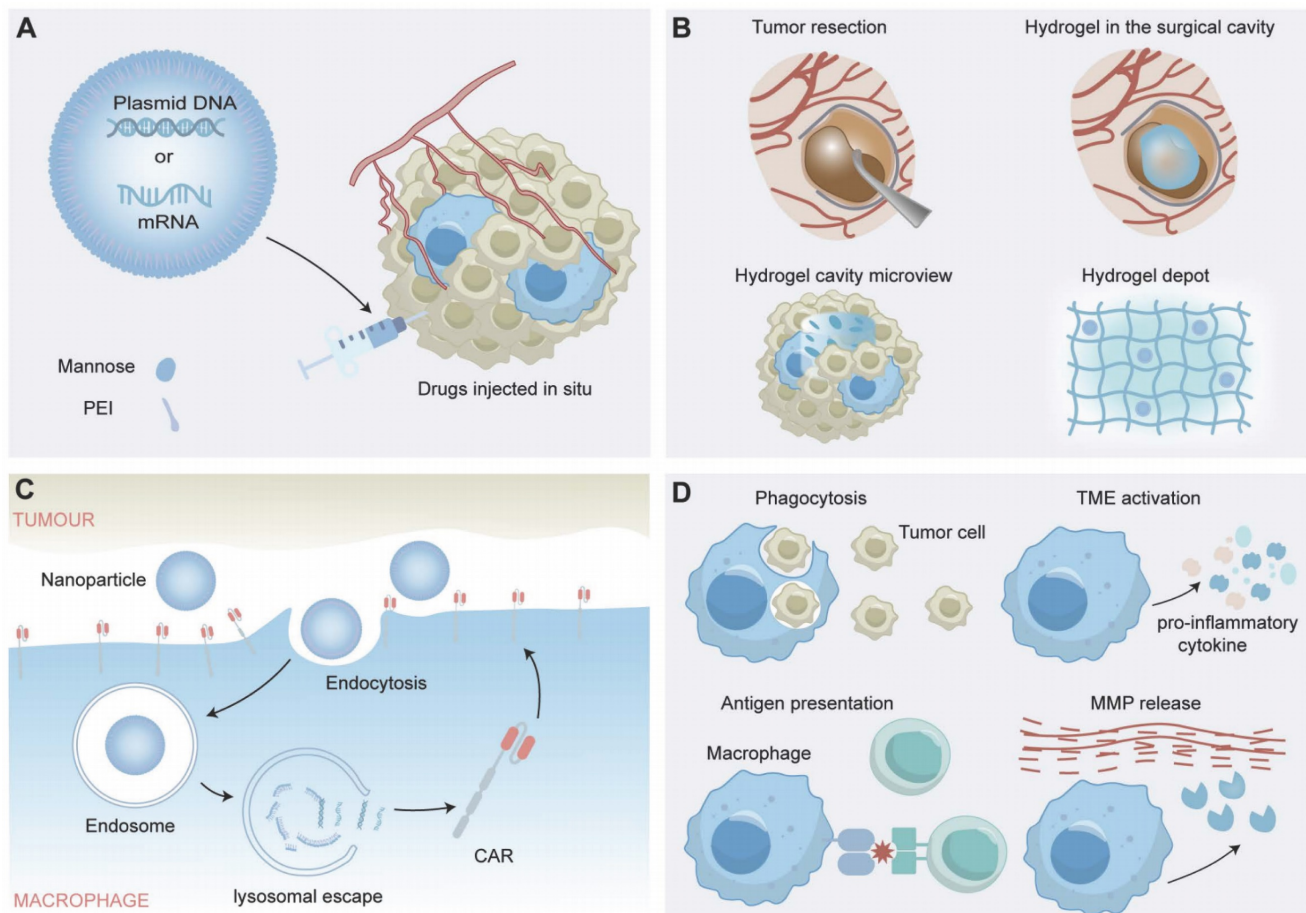 A
Plasmid DNA
or
mRNA
Mannose
PEI
Drugs injected in situ
B
Tumor resection
Hydrogel in the surgical cavity
Hydrogel cavity microview
Hydrogel depot
C
TUMOUR
Nanoparticle
Endocytosis
Endosome
lysosomal escape
CAR
MACROPHAGE
D
Phagocytosis
Tumor cell
TME activation
pro-inflammatory
cytokine
Antigen presentation
Macrophage
MMP release